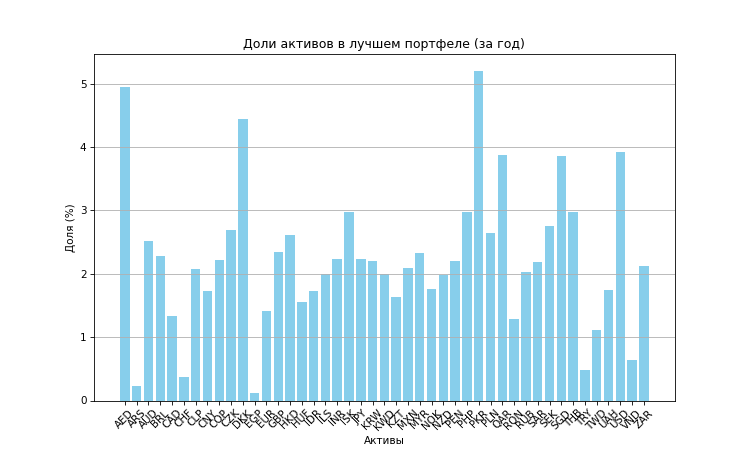 Доли активов в лучшем портфеле (за год)
Доля (%)
5
4
3
2
1
0
AED ARS AUD BRL CAD CHF CLP CNY COP CZK DKK EGP EUR GBP HKD HUF IDR ILS INR ISK JPY KRW KWD KZT MXN MYR NOK NZD PEN PHP PKR PLN QAR RON RUB SAR SEK SGD THB TRY TWD UAH USD VND ZAR
Активы